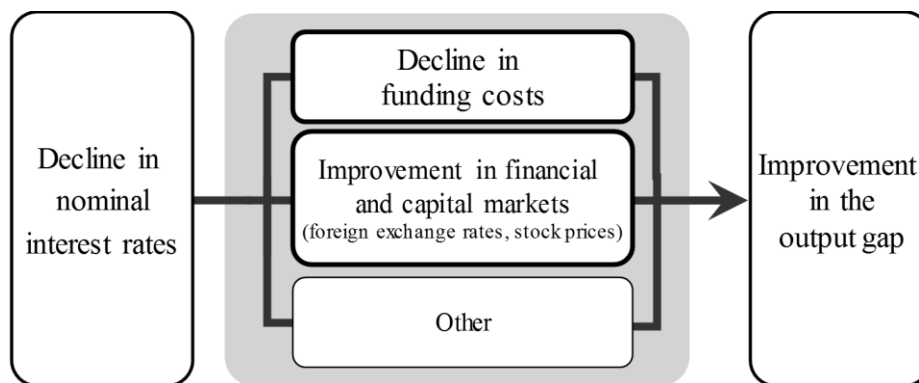 Decline in
nominal
interest rates
Decline in
funding costs
Improvement in financial
and capital markets
(foreign exchange rates, stock prices)
Other
Improvement
in the
output gap